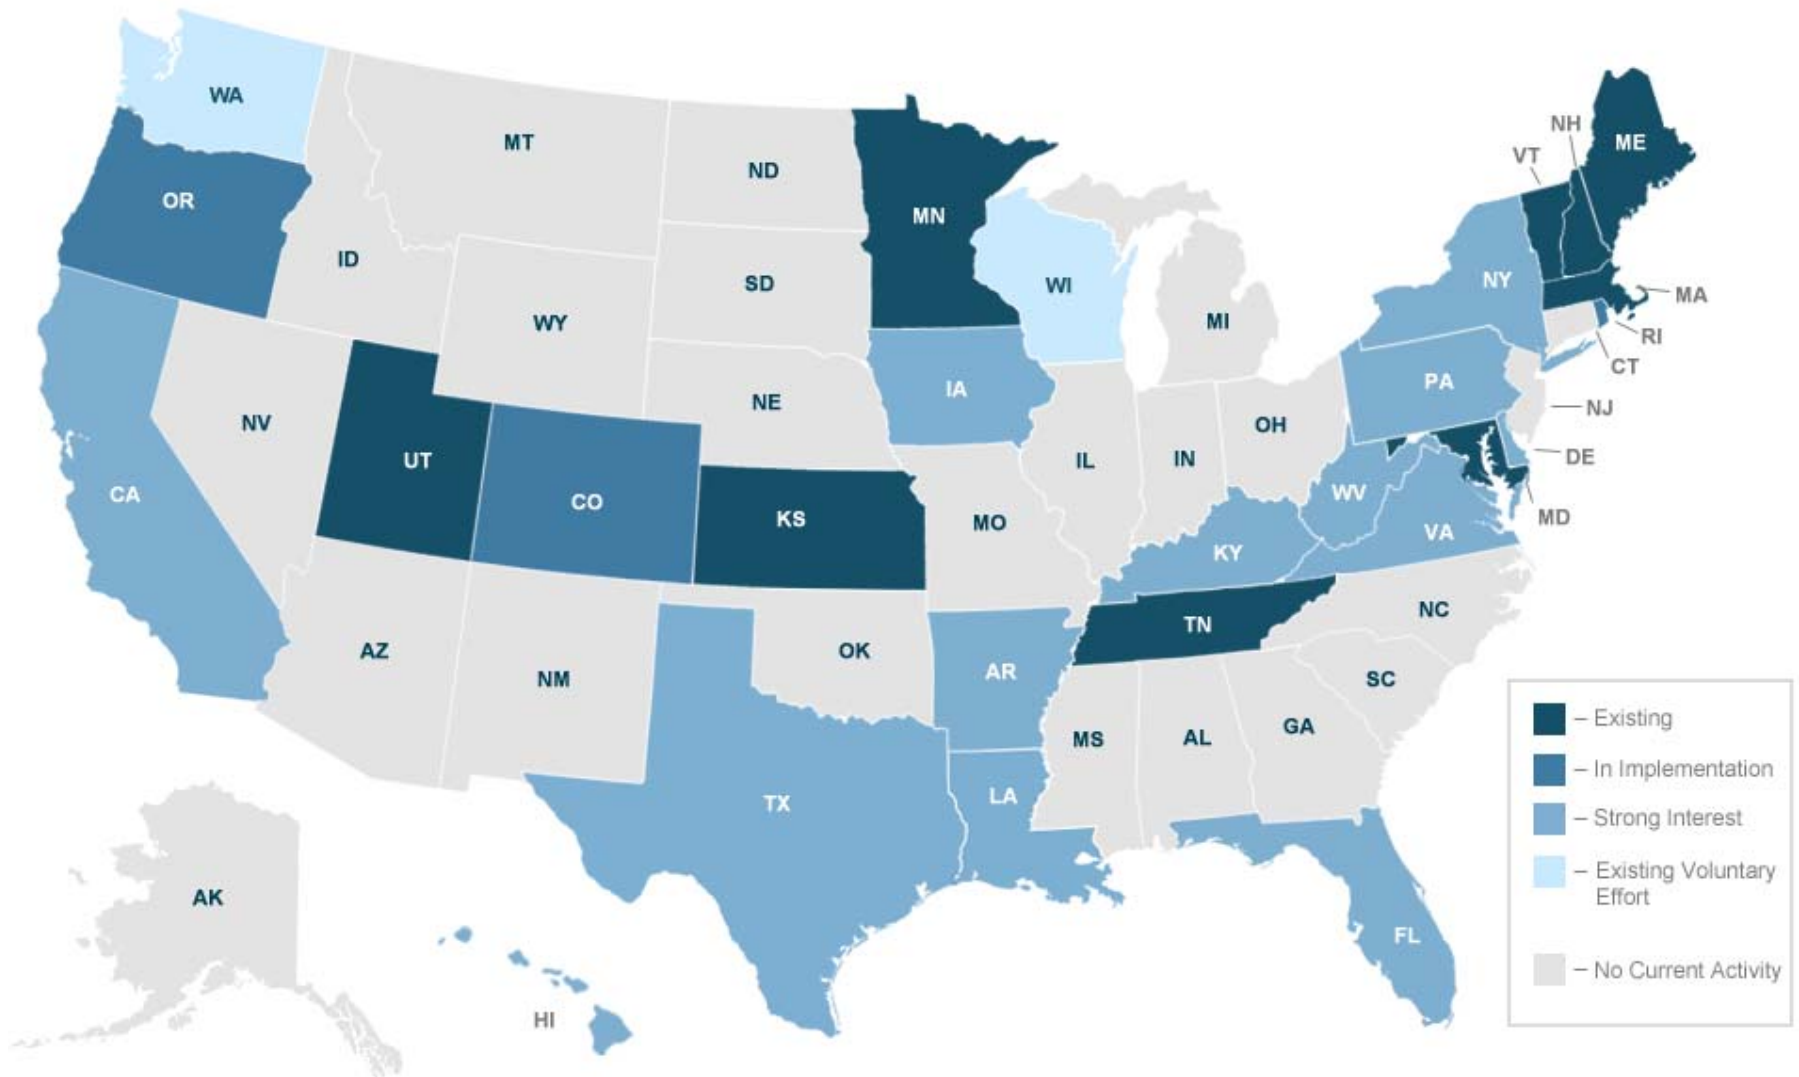 WA
MT
ND
MN
NH
VT
ME
OR
ID
SD
WY
WI
MI
NY
MA
RI
CT
IA
PA
NJ
NV
UT
CO
NE
KS
IL
IN
OH
DE
MD
CA
MO
WV
VA
KY
AZ
NM
OK
TN
NC
AR
SC
MS
AL
GA
TX
LA
FL
AK
HI
– Existing
– In Implementation
– Strong Interest
– Existing Voluntary
Effort
– No Current Activity